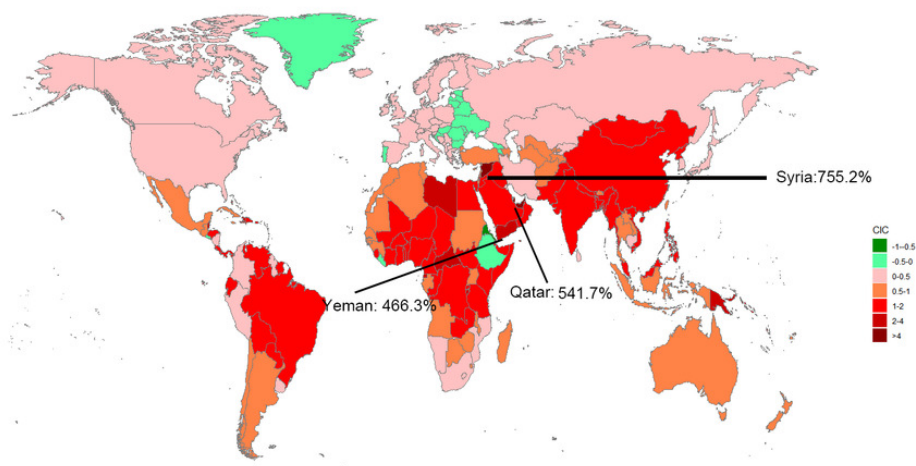 Syria:755.2%
CIC
-1--0.5
-0.5-0
0-0.5
0.5-1
1-2
2-4
>4
Qatar: 541.7%
Yeman: 466.3%